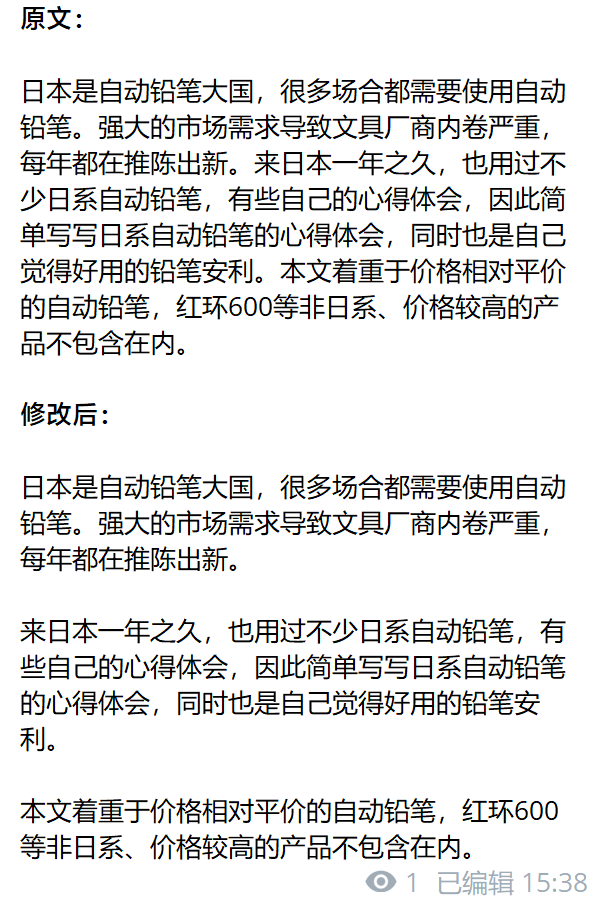 原文：
日本是自动铅笔大国，很多场合都需要使用自动
铅笔。强大的市场需求导致文具厂商内卷严重，
每年都在推陈出新。来日本一年之久，也用过不
少日系自动铅笔，有些自己的心得体会，因此简
单写写日系自动铅笔的心得体会，同时也是自己
觉得好用的铅笔安利。本文着重于价格相对平价
的自动铅笔，红环600等非日系、价格较高的产
品不包含在内。
修改后：
日本是自动铅笔大国，很多场合都需要使用自动
铅笔。强大的市场需求导致文具厂商内卷严重，
每年都在推陈出新。
来日本一年之久，也用过不少日系自动铅笔，有
些自己的心得体会，因此简单写写日系自动铅笔
的心得体会，同时也是自己觉得好用的铅笔安
利。
本文着重于价格相对平价的自动铅笔，红环600
等非日系、价格较高的产品不包含在内。
1 已编辑 15:38